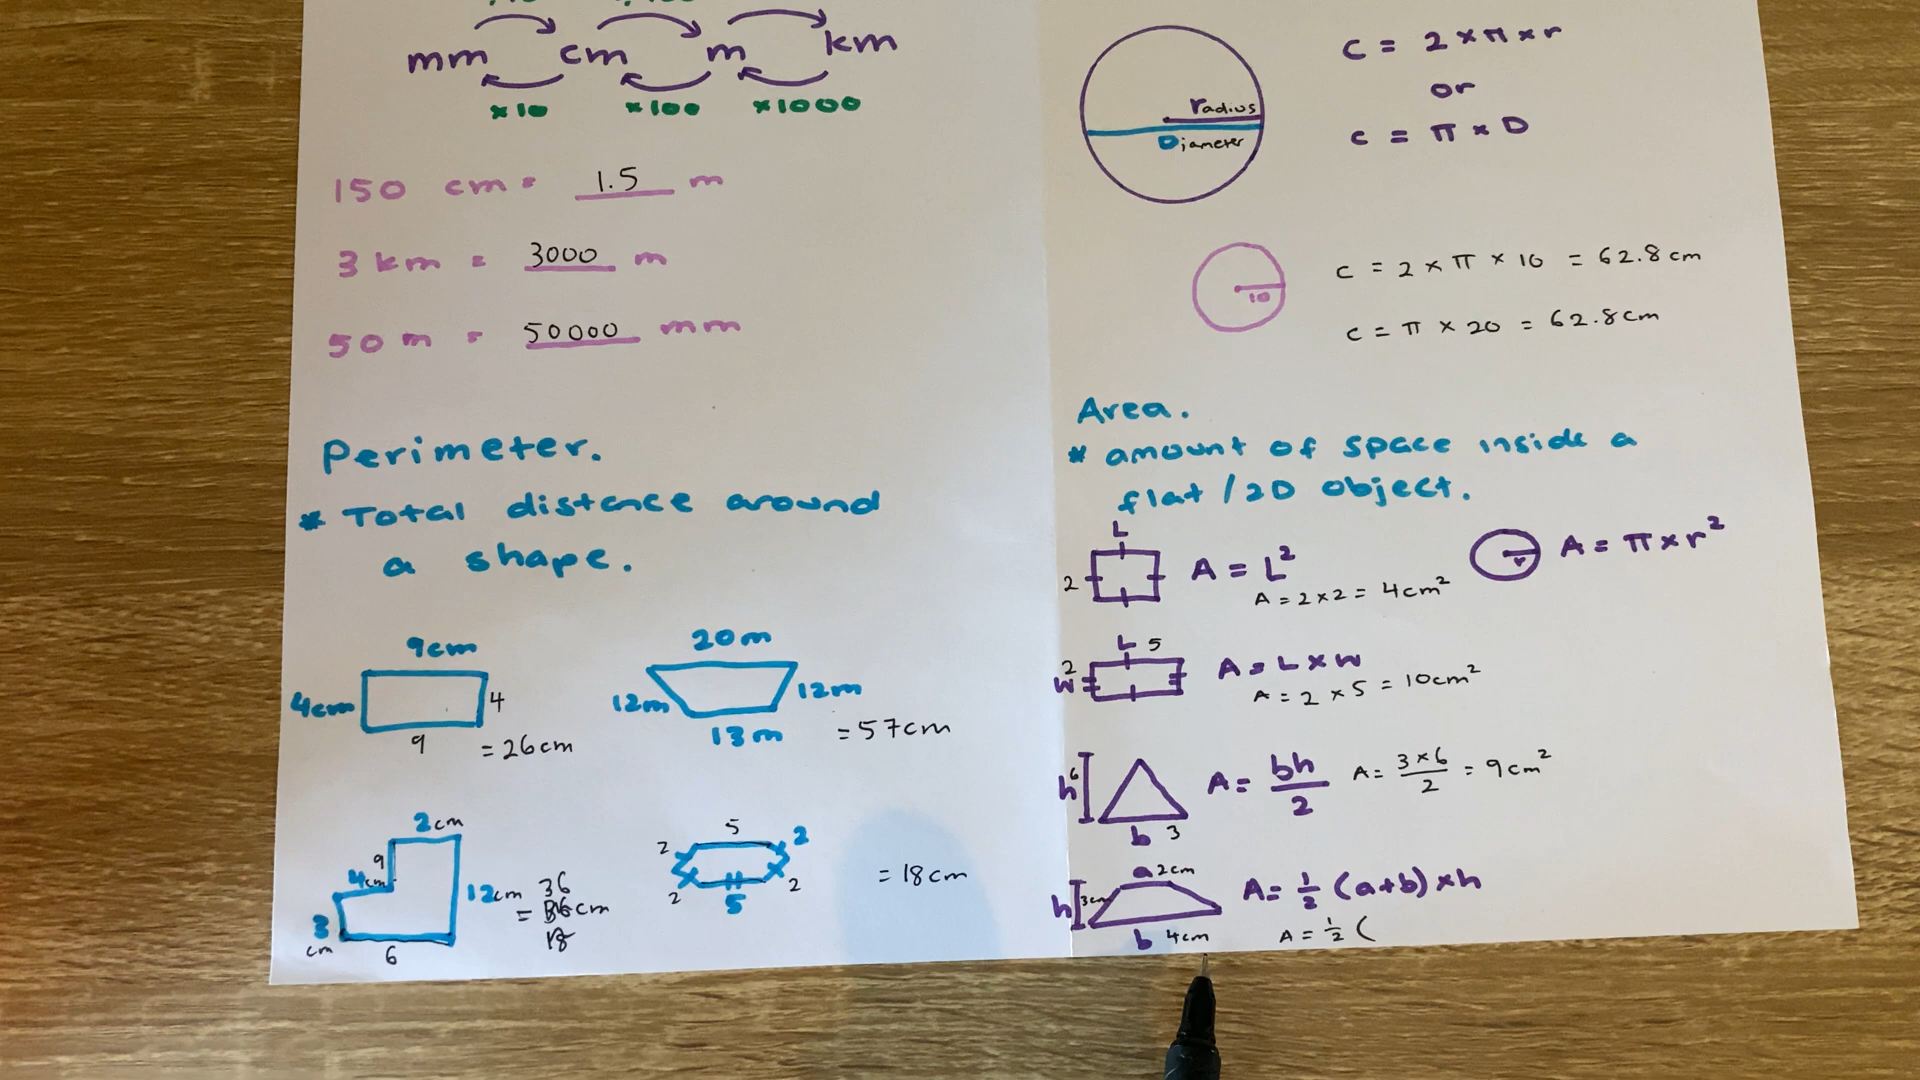 mm cm m km
×10 ×100 ×1000
150 cm = 1.5 m
3 km = 3000 m
50 m = 50000 mm
Perimeter.
* Total distance around
a shape.
9cm
4cm 4
9 = 26cm
20m
12m 12m
13m = 57cm
2cm
9
4cm
12cm 36
= cm
3
cm 6
18
5
2 2
2 2
5
= 18cm
radius
Diameter
C = 2×π×r
or
C = π×D
10
C = 2 × π × 10 = 62.8cm
C = π × 20 = 62.8cm
Area.
* amount of space inside a
flat / 2D object.
L
2 A = L²
A = 2×2 = 4cm²
r A = π×r²
L 5
2
W A = L×W
A = 2 × 5 = 10cm²
6
h A = bh/2 A = 3×6/2 = 9cm²
b 3
a 2cm
h 3cm A = ½ (a+b)×h
b 4cm A = ½ (